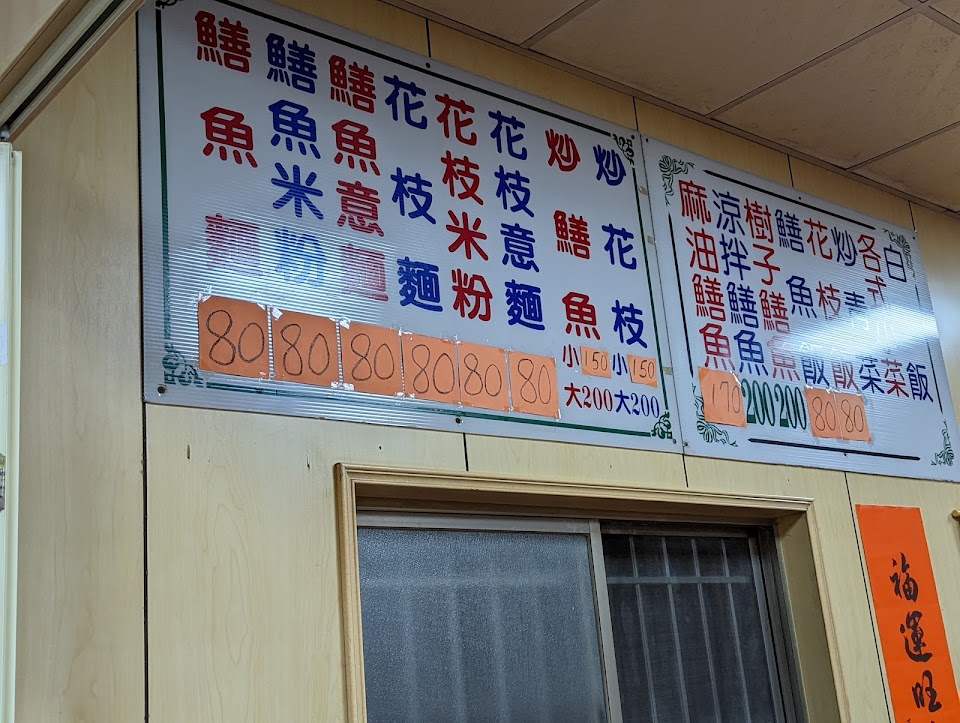 鱔魚麵 80
鱔魚米粉 80
鱔魚意麵 80
花枝麵 80
花枝米粉 80
花枝意麵 80
炒鱔魚 小150 大200
炒花枝 小150 大200
麻油鱔魚 170
涼拌鱔魚 200
樹子鱔魚 200
鱔魚飯 80
花枝飯 80
炒青菜
各式小菜
白飯
福運旺